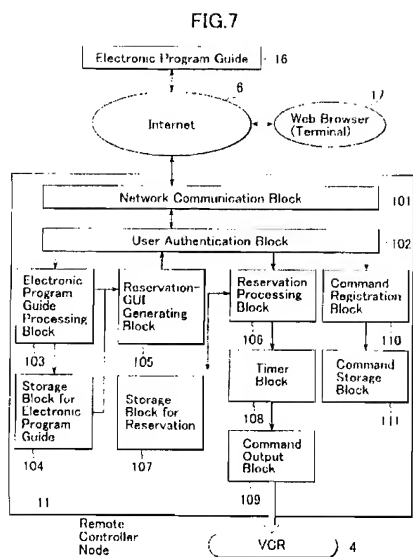 FIG.7
Electronic Program Guide
16
6
17
Internet
Web Browser
(Terminal)
Network Communication Block
101
User Authentication Block
102
Electronic
Program
Guide
Processing
Block
Reservation-
GUI
Generating
Block
Reservation
Processing
Block
Command
Registration
Block
103
105
106
110
Storage Block
for Electronic
Program
Guide
Storage
Block for
Reservation
Timer
Block
Command
Storage
Block
104
107
108
111
Command
Output
Block
109
11
Remote
Controller
Node
VCR
4